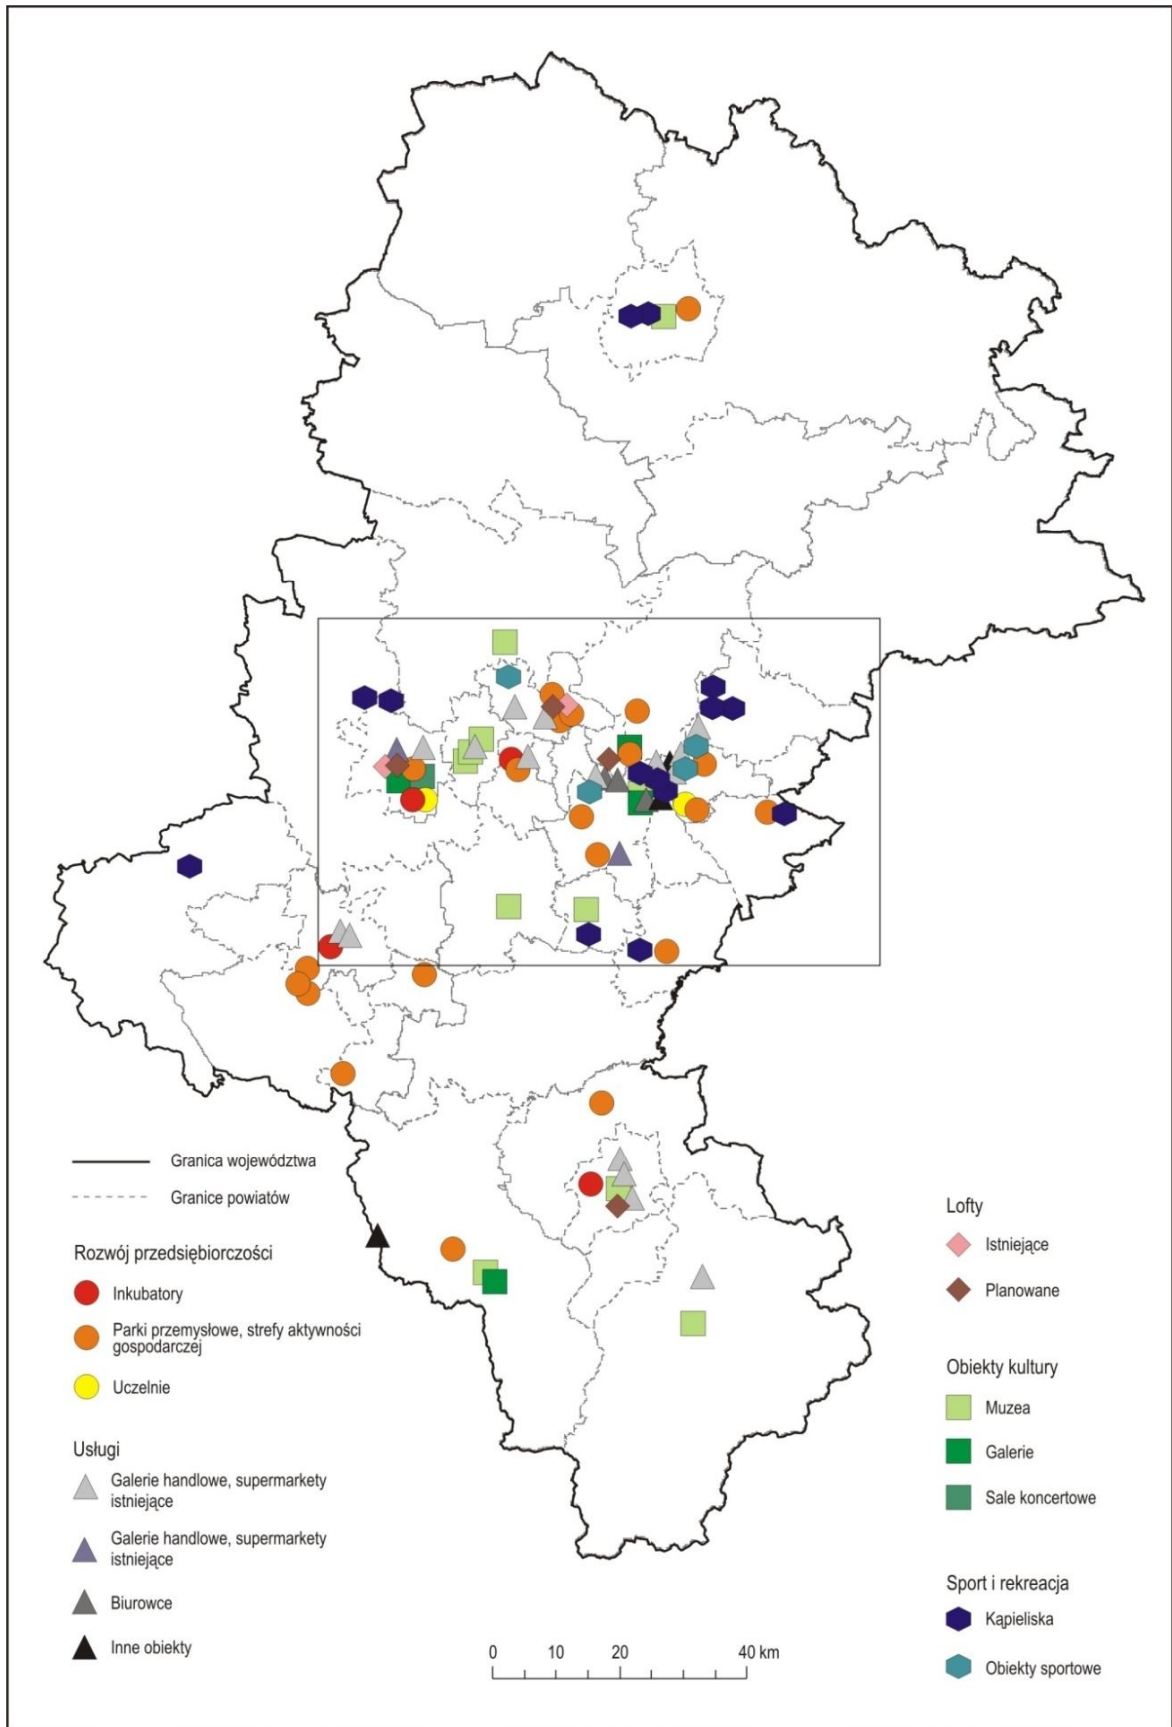 Granica województwa
Granice powiatów
Rozwój przedsiębiorczości
Inkubatory
Parki przemysłowe, strefy aktywności
gospodarczej
Uczelnie
Usługi
Galerie handlowe, supermarkety
istniejące
Galerie handlowe, supermarkety
istniejące
Biurowce
Inne obiekty
0 10 20 40 km
Lofty
Istniejące
Planowane
Obiekty kultury
Muzea
Galerie
Sale koncertowe
Sport i rekreacja
Kąpieliska
Obiekty sportowe